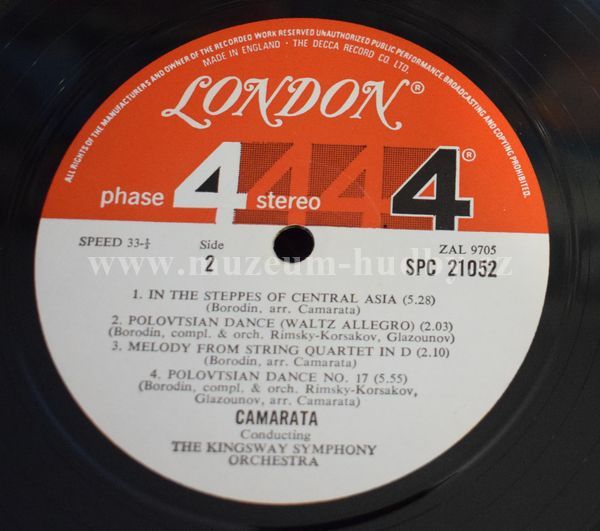 ALL RIGHTS OF THE MANUFACTURERS AND OWNER OF THE RECORDED WORK RESERVED UNAUTHORIZED PUBLIC PERFORMANCE BROADCASTING AND COPYING PROHIBITED.
MADE IN ENGLAND · THE DECCA RECORD CO. LTD.
LONDON®
phase 4 stereo 4 4 4®
SPEED 33-⅓ Side ZAL 9705
2 SPC 21052
www.muzeum-hudby.cz
1. IN THE STEPPES OF CENTRAL ASIA (5.28)
(Borodin, arr. Camarata)
2. POLOVTSIAN DANCE (WALTZ ALLEGRO) (2.03)
(Borodin, compl. & orch. Rimsky-Korsakov, Glazounov)
3. MELODY FROM STRING QUARTET IN D (2.10)
(Borodin, arr. Camarata)
4. POLOVTSIAN DANCE NO. 17 (5.55)
(Borodin, compl. & orch. Rimsky-Korsakov,
Glazounov, arr. Camarata)
CAMARATA
Conducting
THE KINGSWAY SYMPHONY
ORCHESTRA